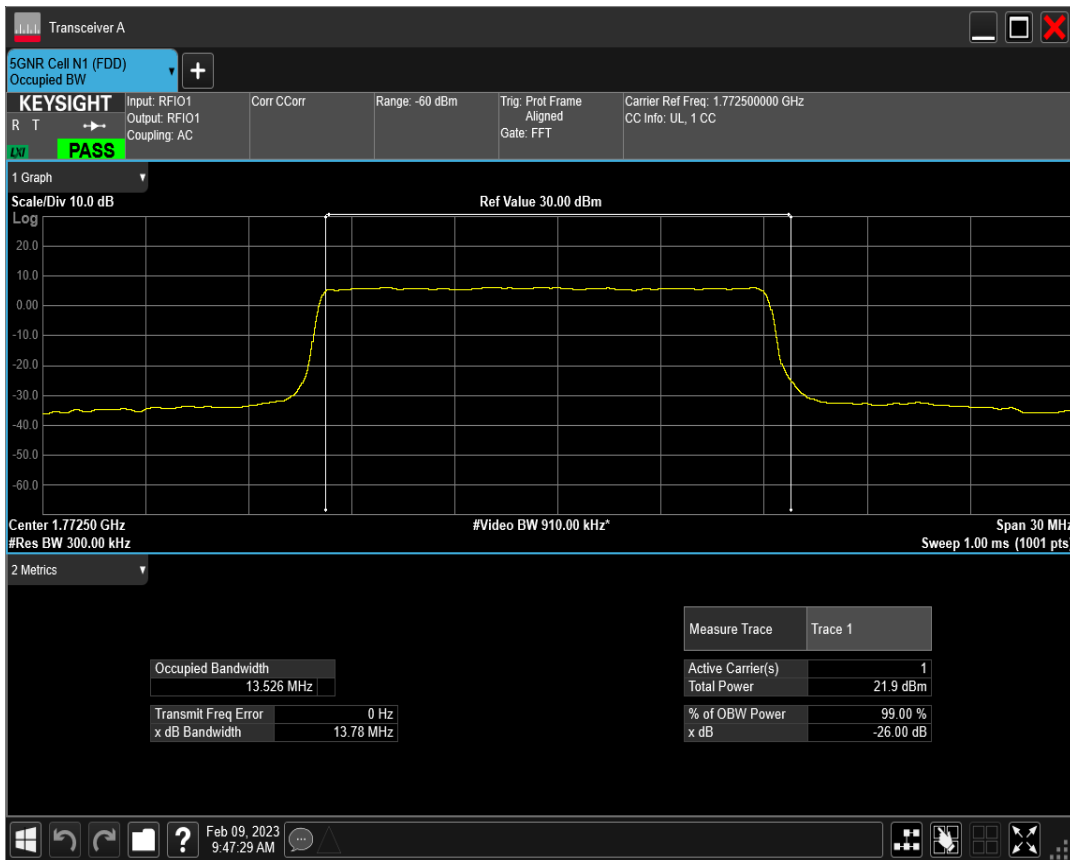 Transceiver A
5GNR Cell N1 (FDD)
Occupied BW
+
KEYSIGHT
R T
LXI
PASS
Input: RFIO1
Output: RFIO1
Coupling: AC
Corr CCorr
Range: -60 dBm
Trig: Prot Frame
Aligned
Gate: FFT
Carrier Ref Freq: 1.772500000 GHz
CC Info: UL, 1 CC
1 Graph
Scale/Div 10.0 dB
Ref Value 30.00 dBm
Log
20.0
10.0
0.00
-10.0
-20.0
-30.0
-40.0
-50.0
-60.0
Center 1.77250 GHz
#Video BW 910.00 kHz*
Span 30 MHz
#Res BW 300.00 kHz
Sweep 1.00 ms (1001 pts)
2 Metrics
Measure Trace Trace 1
Occupied Bandwidth
13.526 MHz
Active Carrier(s) 1
Total Power 21.9 dBm
Transmit Freq Error 0 Hz
x dB Bandwidth 13.78 MHz
% of OBW Power 99.00 %
x dB -26.00 dB
?
Feb 09, 2023
9:47:29 AM